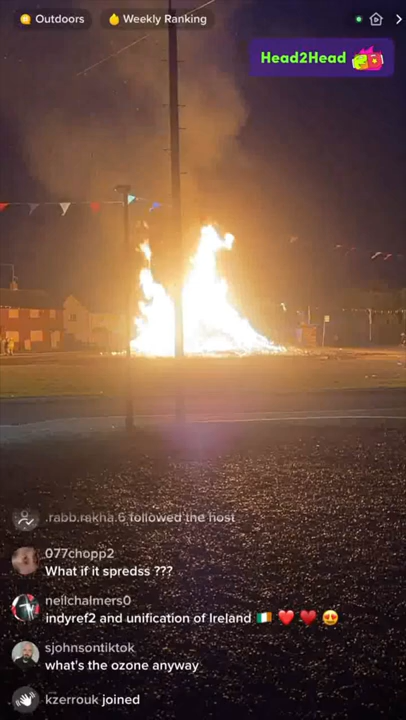 Outdoors
Weekly Ranking
Head2Head
.rabb.rakha.6 followed the host
077chopp2
What if it spredss ???
neilchalmers0
indyref2 and unification of Ireland 🇮🇪 ❤️ ❤️ 😍
sjohnsontiktok
what's the ozone anyway
kzerrouk joined